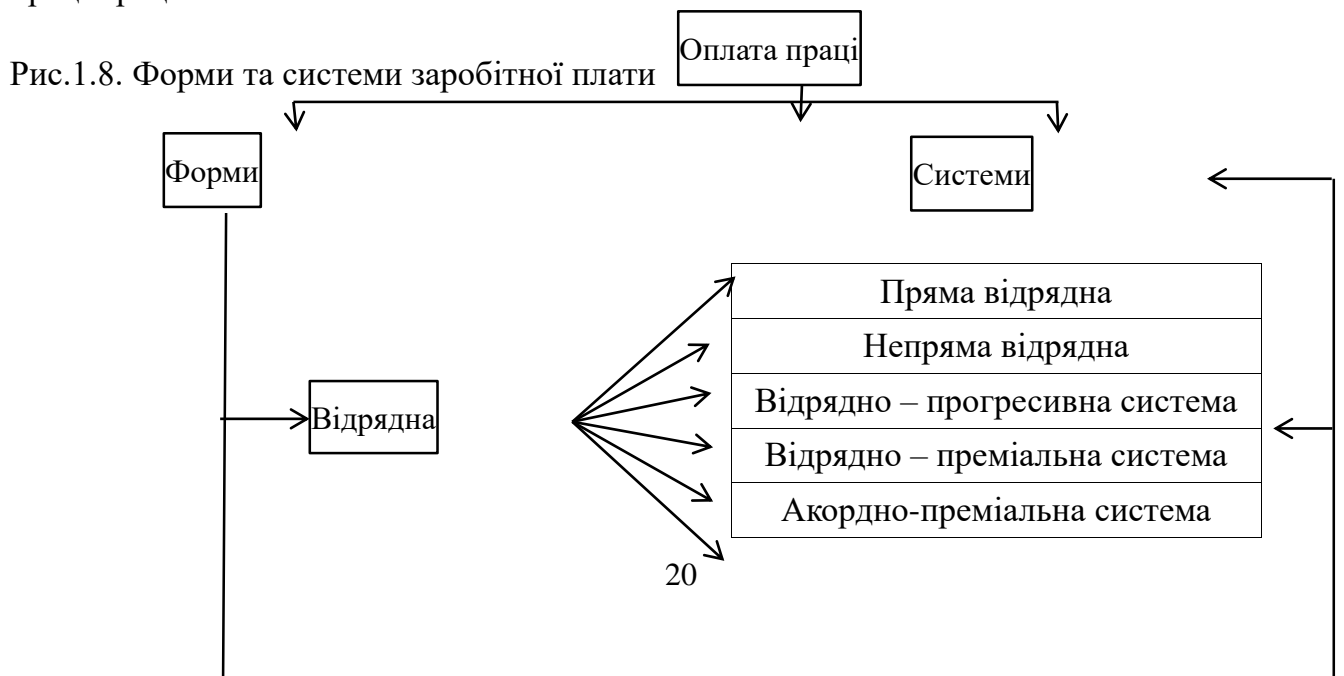 Оплата праці
Рис.1.8. Форми та системи заробітної плати
Форми
Системи
Пряма відрядна
Непряма відрядна
Відрядна
Відрядно – прогресивна система
Відрядно – преміальна система
Акордно-преміальна система
20